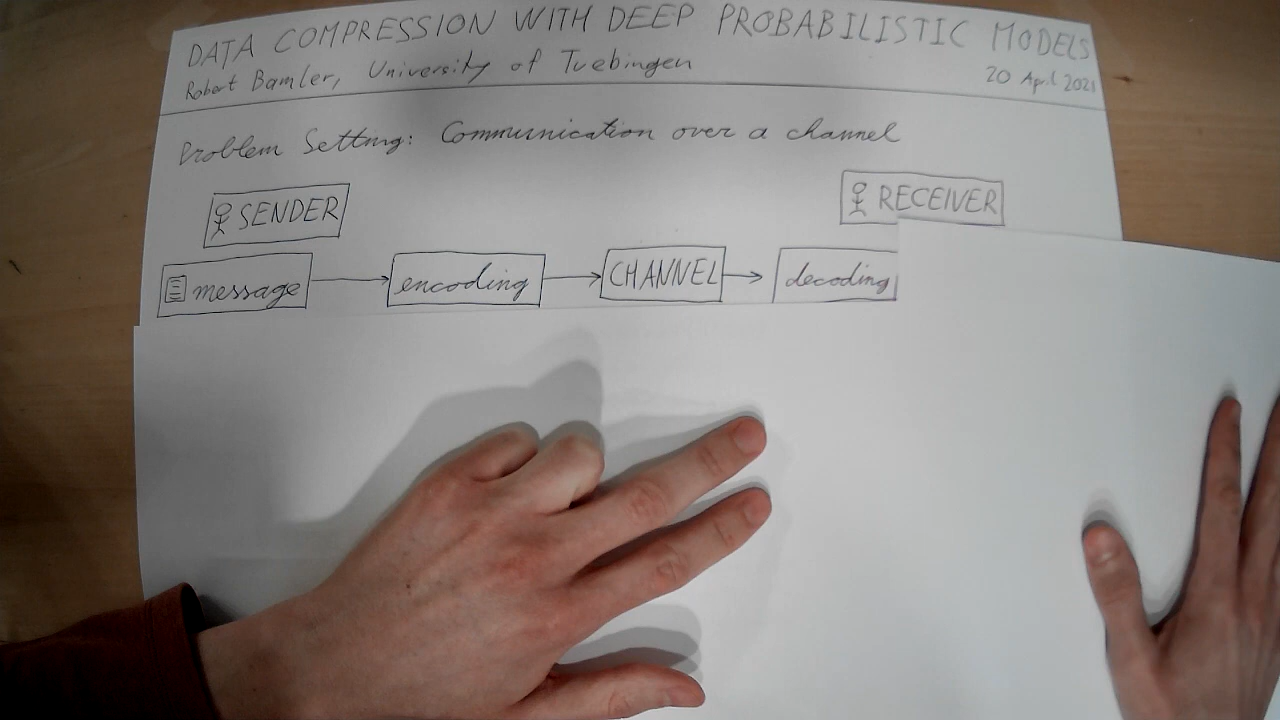 DATA COMPRESSION WITH DEEP PROBABILISTIC MODELS
Robert Bamler, University of Tuebingen
20 April 2021
Problem Setting: Communication over a channel
SENDER
RECEIVER
message
encoding
CHANNEL
decoding